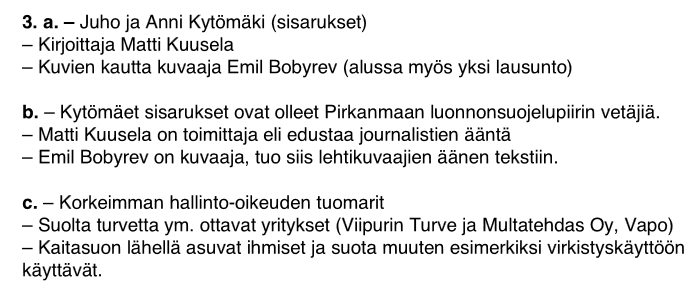 3. a. – Juho ja Anni Kytömäki (sisarukset)
– Kirjoittaja Matti Kuusela
– Kuvien kautta kuvaaja Emil Bobyrev (alussa myös yksi lausunto)
b. – Kytömäet sisarukset ovat olleet Pirkanmaan luonnonsuojelupiirin vetäjiä.
– Matti Kuusela on toimittaja eli edustaa journalistien ääntä
– Emil Bobyrev on kuvaaja, tuo siis lehtikuvaajien äänen tekstiin.
c. – Korkeimman hallinto-oikeuden tuomarit
– Suolta turvetta ym. ottavat yritykset (Viipurin Turve ja Multatehdas Oy, Vapo)
– Kaitasuon lähellä asuvat ihmiset ja suota muuten esimerkiksi virkistyskäyttöön
käyttävät.